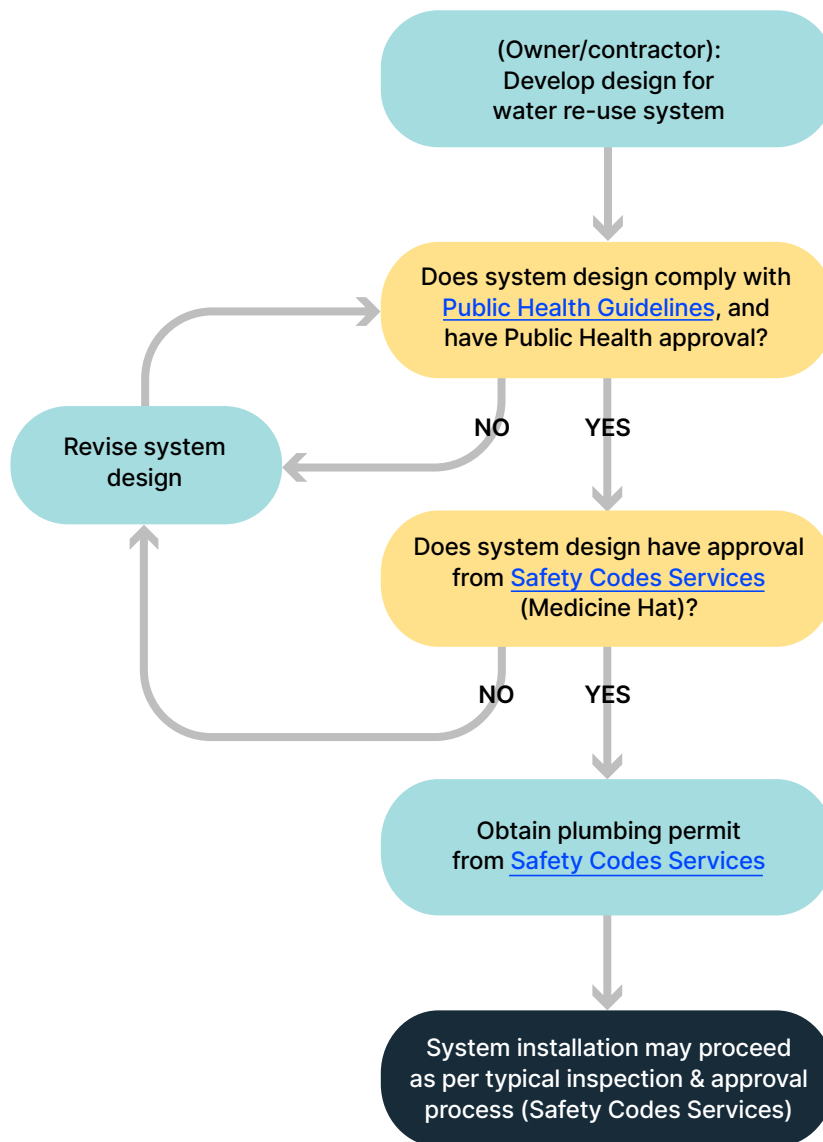 (Owner/contractor):
Develop design for
water re-use system
Does system design comply with
Public Health Guidelines, and
have Public Health approval?
NO
YES
Revise system
design
Does system design have approval
from Safety Codes Services
(Medicine Hat)?
NO
YES
Obtain plumbing permit
from Safety Codes Services
System installation may proceed
as per typical inspection & approval
process (Safety Codes Services)